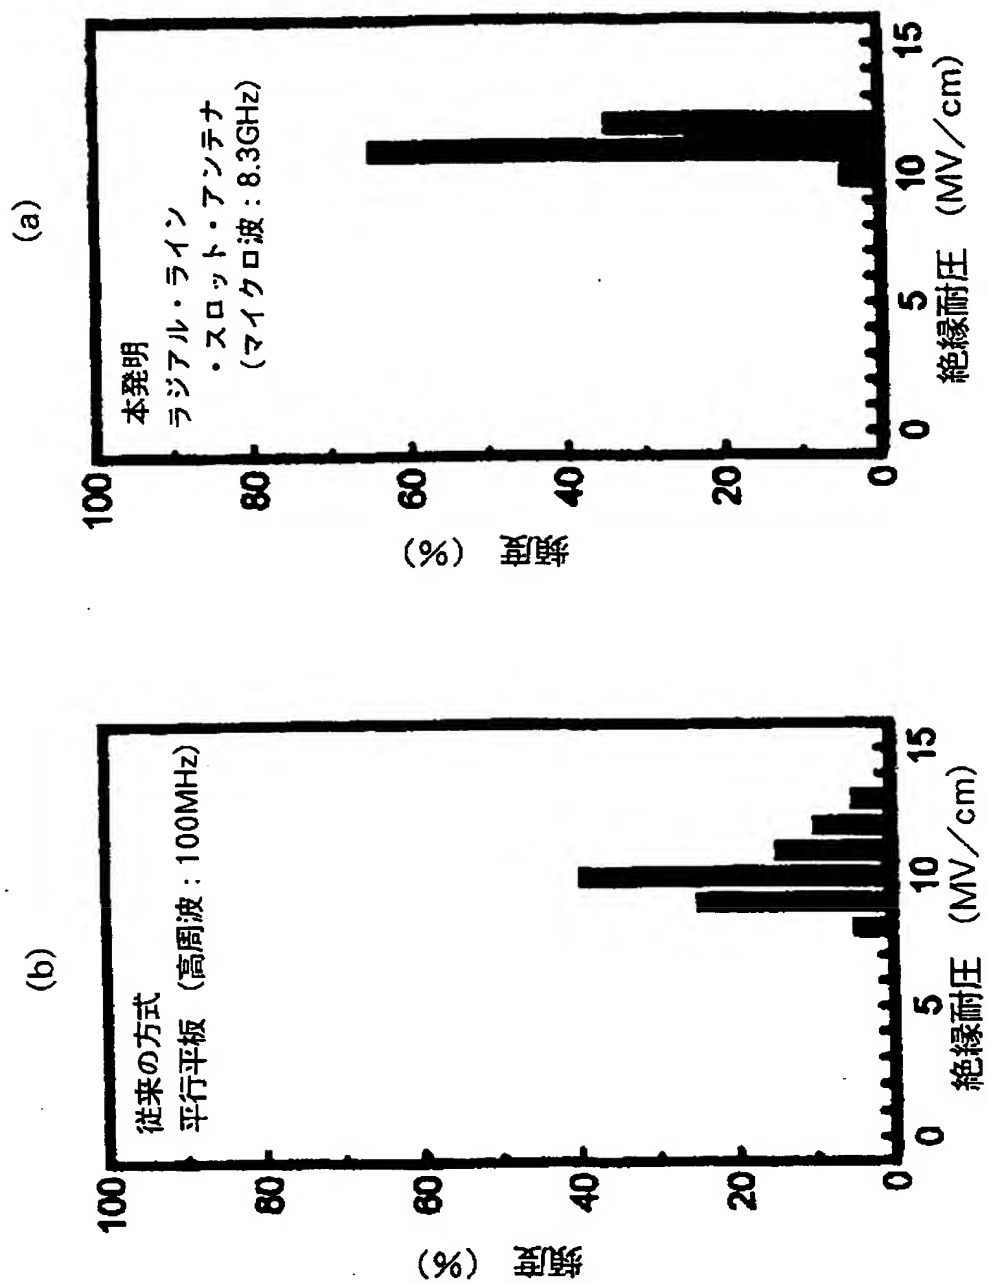 (a)
本発明
ラジアル・ライン
・スロット・アンテナ
(マイクロ波：8.3GHz)
頻度 (%)
100
80
60
40
20
0
0 5 10 15
絶縁耐圧 (MV／cm)
(b)
従来の方式
平行平板 (高周波：100MHz)
頻度 (%)
100
80
60
40
20
0
0 5 10 15
絶縁耐圧 (MV／cm)